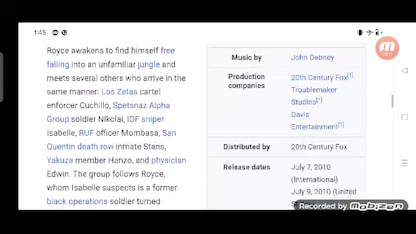 1:45
Royce awakens to find himself free
falling into an unfamiliar jungle and
meets several others who arrive in the
same manner: Los Zetas cartel
enforcer Cuchillo, Spetsnaz Alpha
Group soldier Nikolai, IDF sniper
Isabelle, RUF officer Mombasa, San
Quentin death row inmate Stans,
Yakuza member Hanzo, and physician
Edwin. The group follows Royce,
whom Isabelle suspects is a former
black operations soldier turned
Music by John Debney
Production
companies
20th Century Fox[1]
Troublemaker
Studios[1]
Davis
Entertainment[1]
Distributed by 20th Century Fox
Release dates July 7, 2010
(International)
July 9, 2010 (United
Recorded by Mobizen